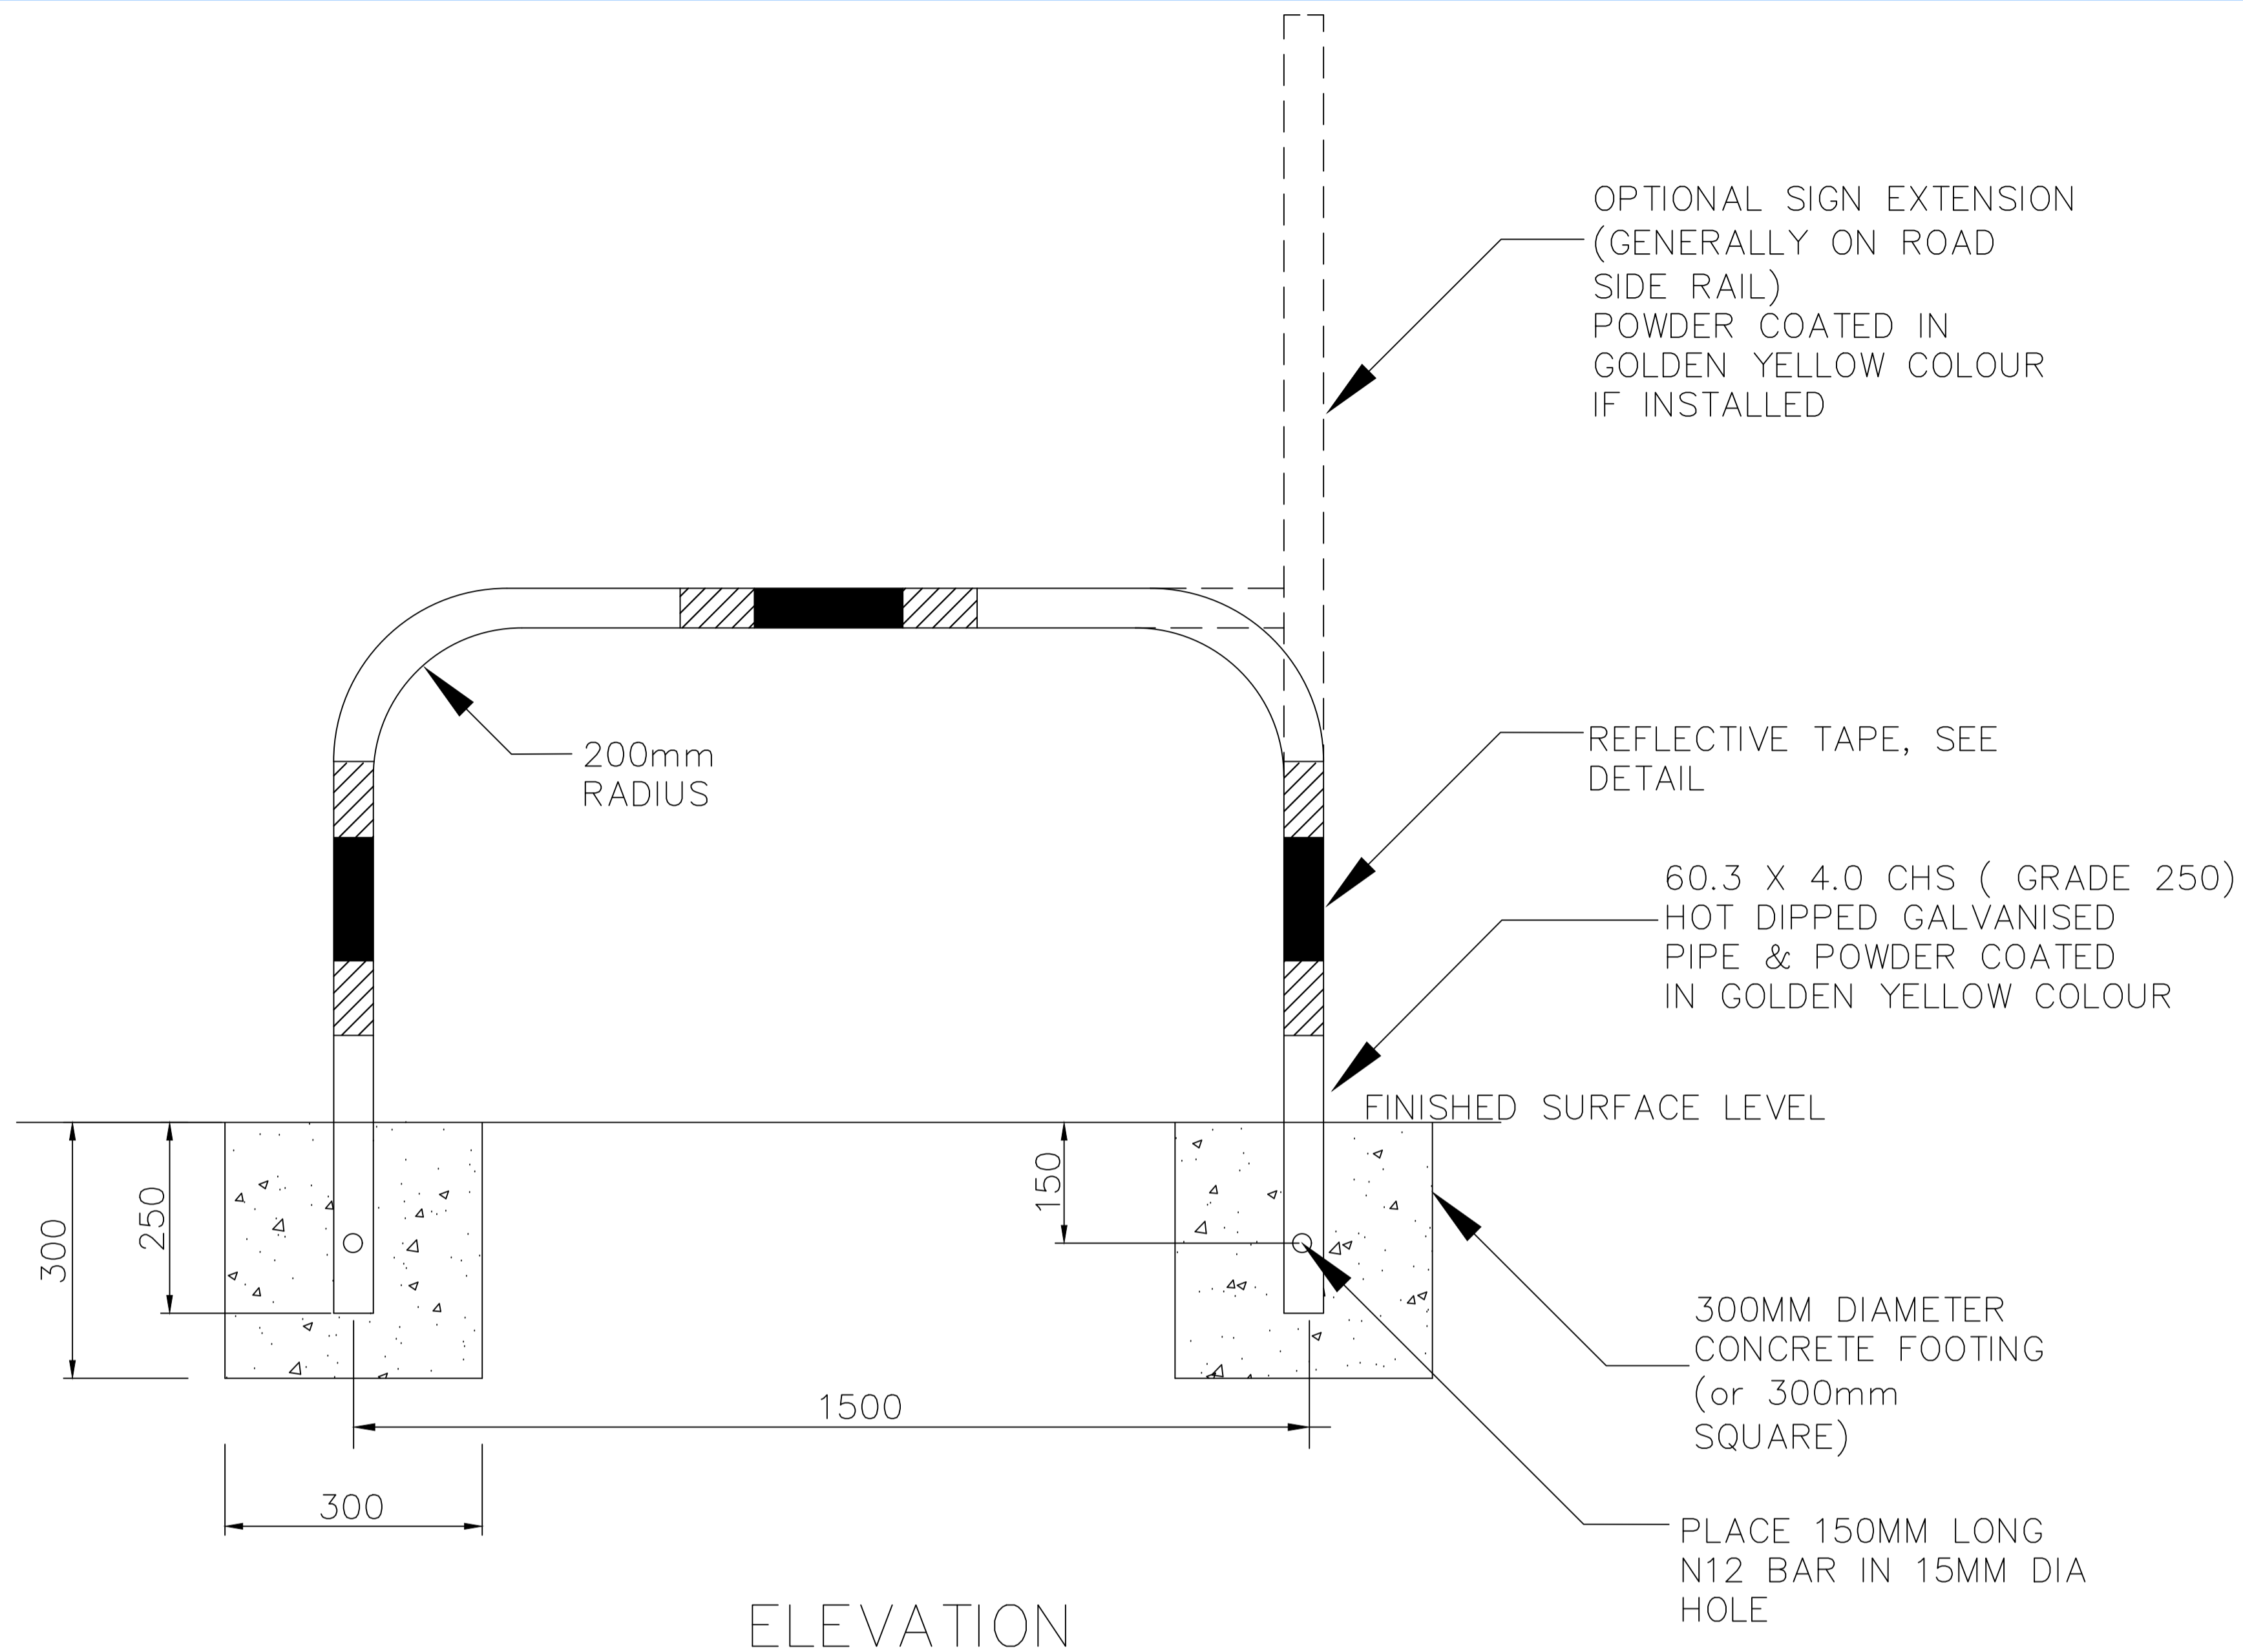 OPTIONAL SIGN EXTENSION
(GENERALLY ON ROAD
SIDE RAIL)
POWDER COATED IN
GOLDEN YELLOW COLOUR
IF INSTALLED
200mm
RADIUS
REFLECTIVE TAPE, SEE
DETAIL
60.3 X 4.0 CHS ( GRADE 250)
HOT DIPPED GALVANISED
PIPE & POWDER COATED
IN GOLDEN YELLOW COLOUR
FINISHED SURFACE LEVEL
300
250
150
300MM DIAMETER
CONCRETE FOOTING
(or 300mm
SQUARE)
1500
300
PLACE 150MM LONG
N12 BAR IN 15MM DIA
HOLE
ELEVATION